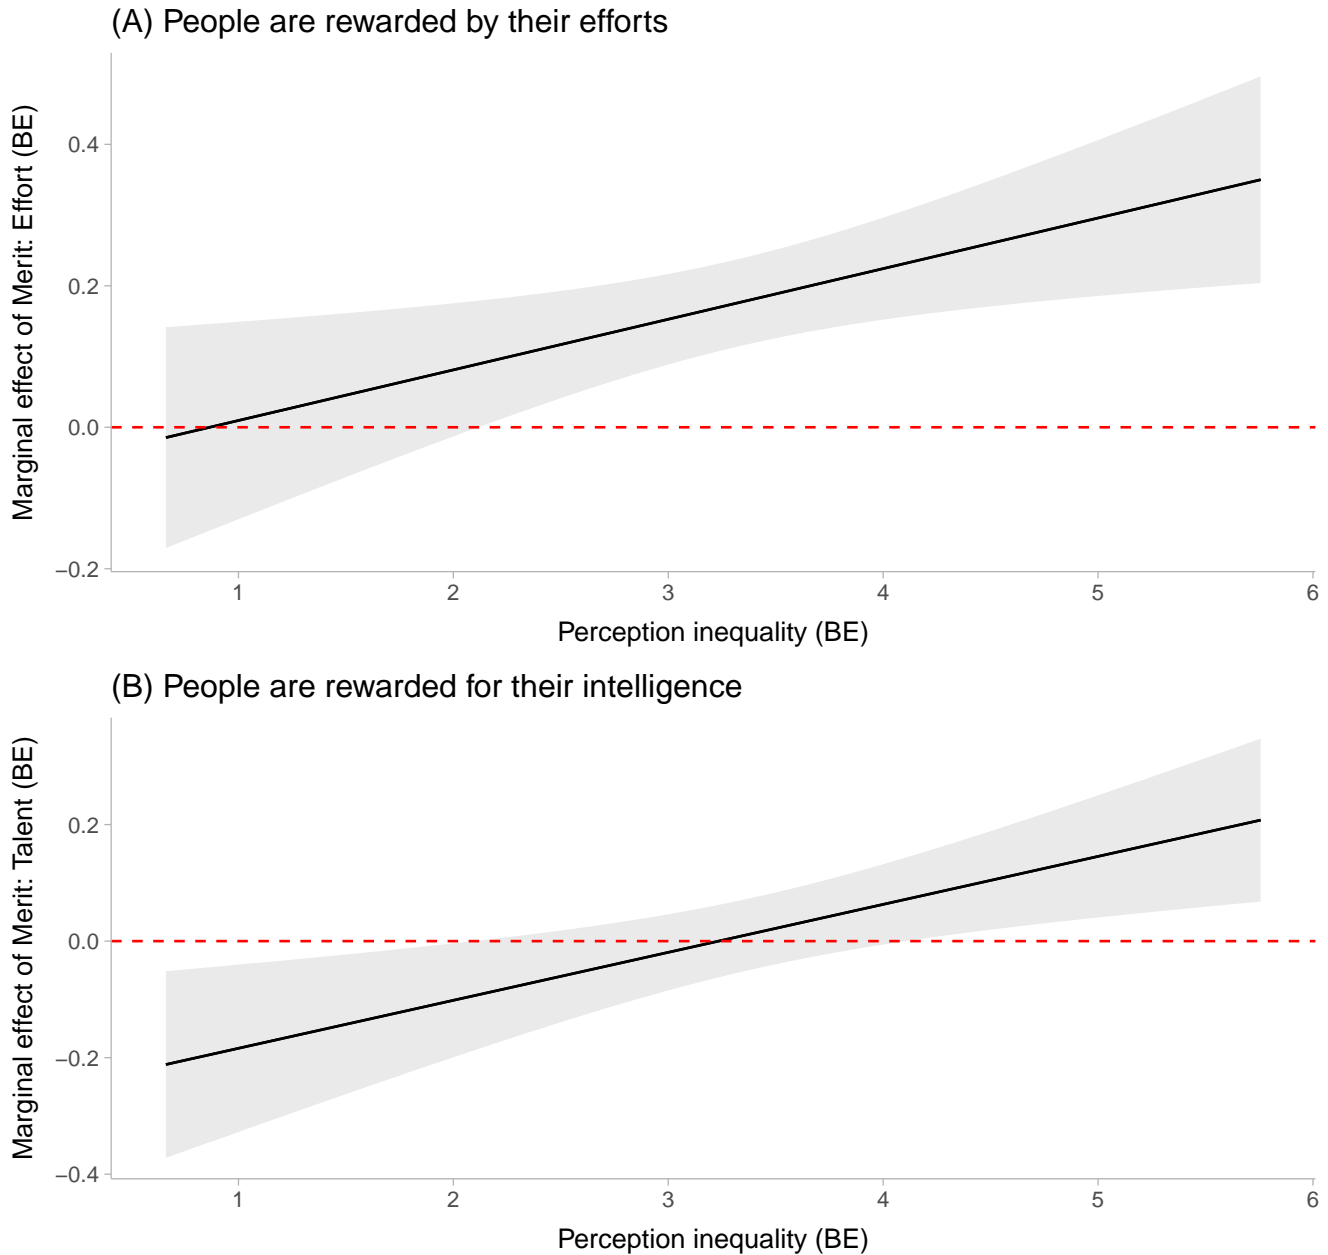 (A) People are rewarded by their efforts
Marginal effect of Merit: Effort (BE)
0.4
0.2
0.0
−0.2
1 2 3 4 5 6
Perception inequality (BE)
(B) People are rewarded for their intelligence
Marginal effect of Merit: Talent (BE)
0.2
0.0
−0.2
−0.4
1 2 3 4 5 6
Perception inequality (BE)